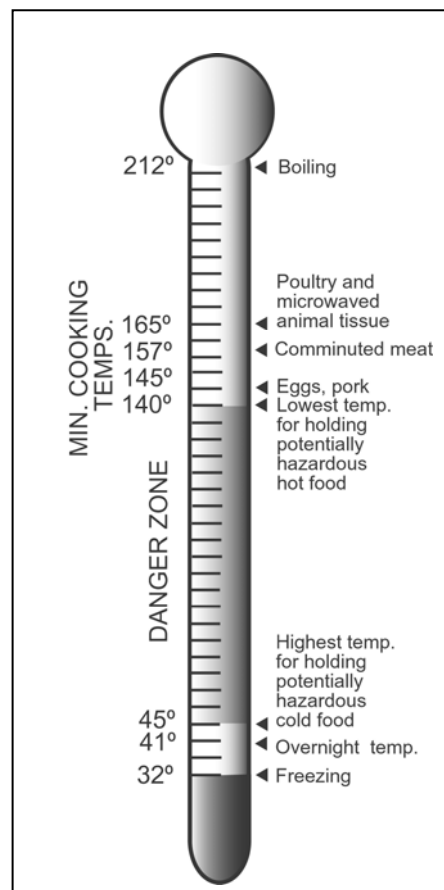 212º
Boiling
Poultry and
microwaved
animal tissue
165º
157º
Comminuted meat
145º
Eggs, pork
140º
Lowest temp.
for holding
potentially
hazardous
hot food
MIN. COOKING
TEMPS.
DANGER ZONE
Highest temp.
for holding
potentially
hazardous
cold food
45º
41º
Overnight temp.
32º
Freezing